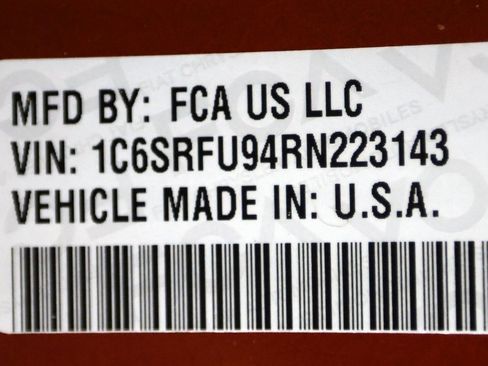 MFD BY: FCA US LLC
VIN: 1C6SRFU94RN223143
VEHICLE MADE IN: U.S.A.